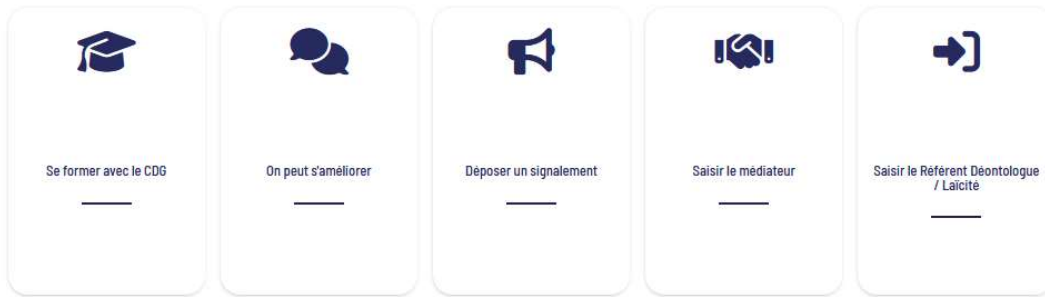 Se former avec le CDG
On peut s'améliorer
Déposer un signalement
Saisir le médiateur
Saisir le Référent Déontologue
/ Laïcité